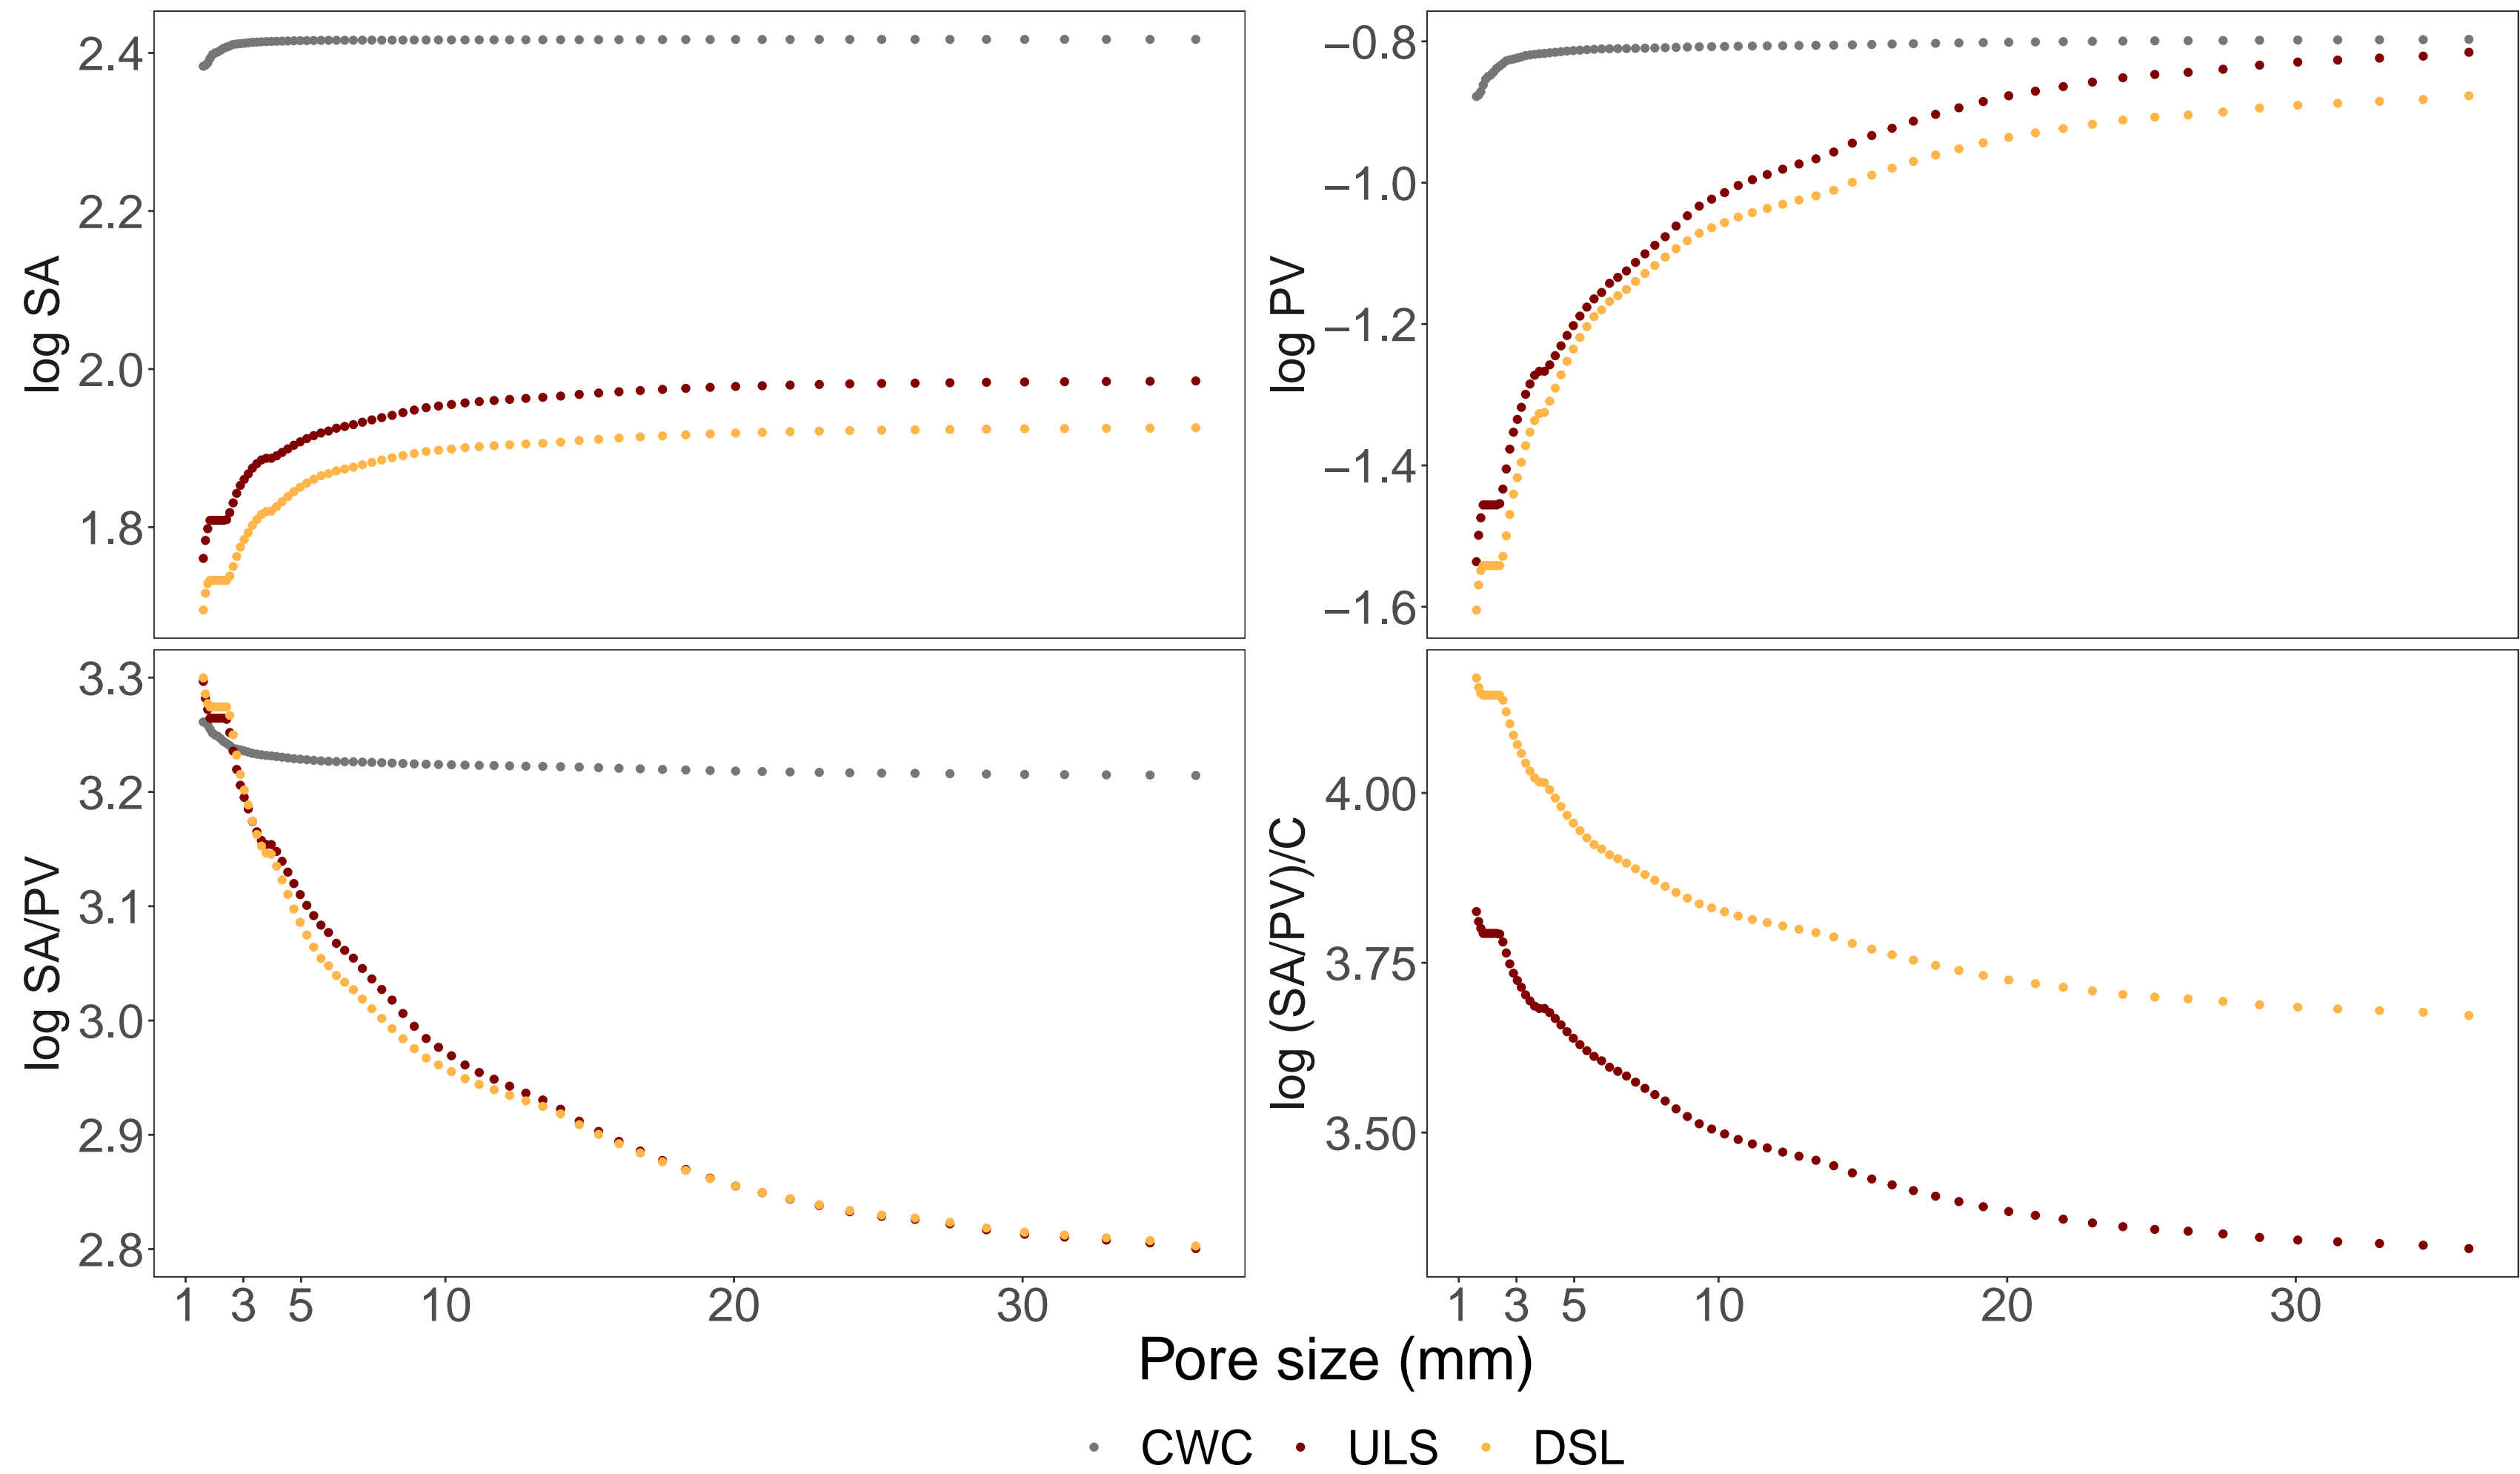 log SA
2.4
2.2
2.0
1.8
log PV
−0.8
−1.0
−1.2
−1.4
−1.6
log SA/PV
3.3
3.2
3.1
3.0
2.9
2.8
1 3 5 10 20 30
log (SA/PV)/C
4.00
3.75
3.50
1 3 5 10 20 30
Pore size (mm)
CWC ULS DSL